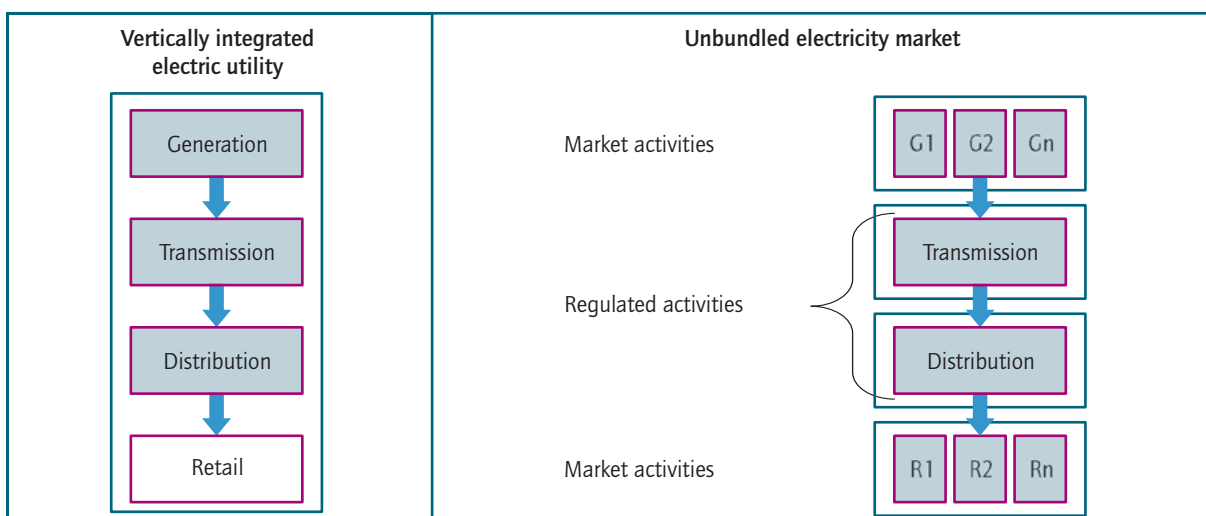 Vertically integrated
electric utility
Generation
Transmission
Distribution
Retail
Unbundled electricity market
Market activities
G1 G2 Gn
Transmission
Regulated activities
Distribution
Market activities
R1 R2 Rn